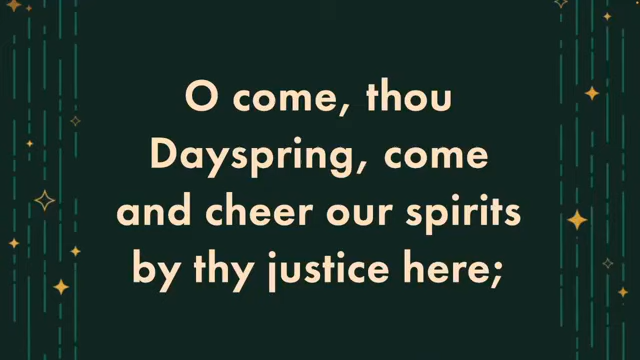 O come, thou
Dayspring, come
and cheer our spirits
by thy justice here;